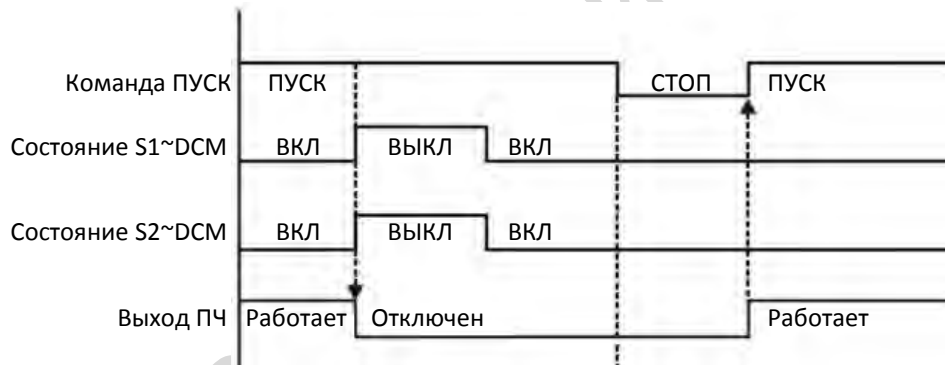 Команда ПУСК ПУСК СТОП ПУСК
Состояние S1~DCM ВКЛ ВЫКЛ ВКЛ
Состояние S2~DCM ВКЛ ВЫКЛ ВКЛ
Выход ПЧ Работает Отключен Работает